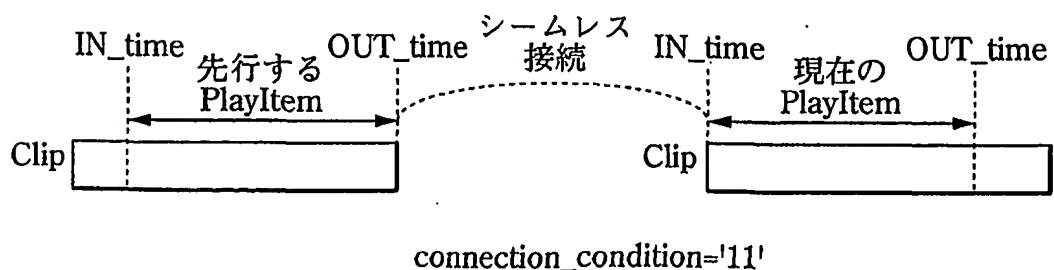 IN_time
先行する
PlayItem
OUT_time
シームレス
接続
IN_time
現在の
PlayItem
OUT_time
Clip
Clip
connection_condition='11'